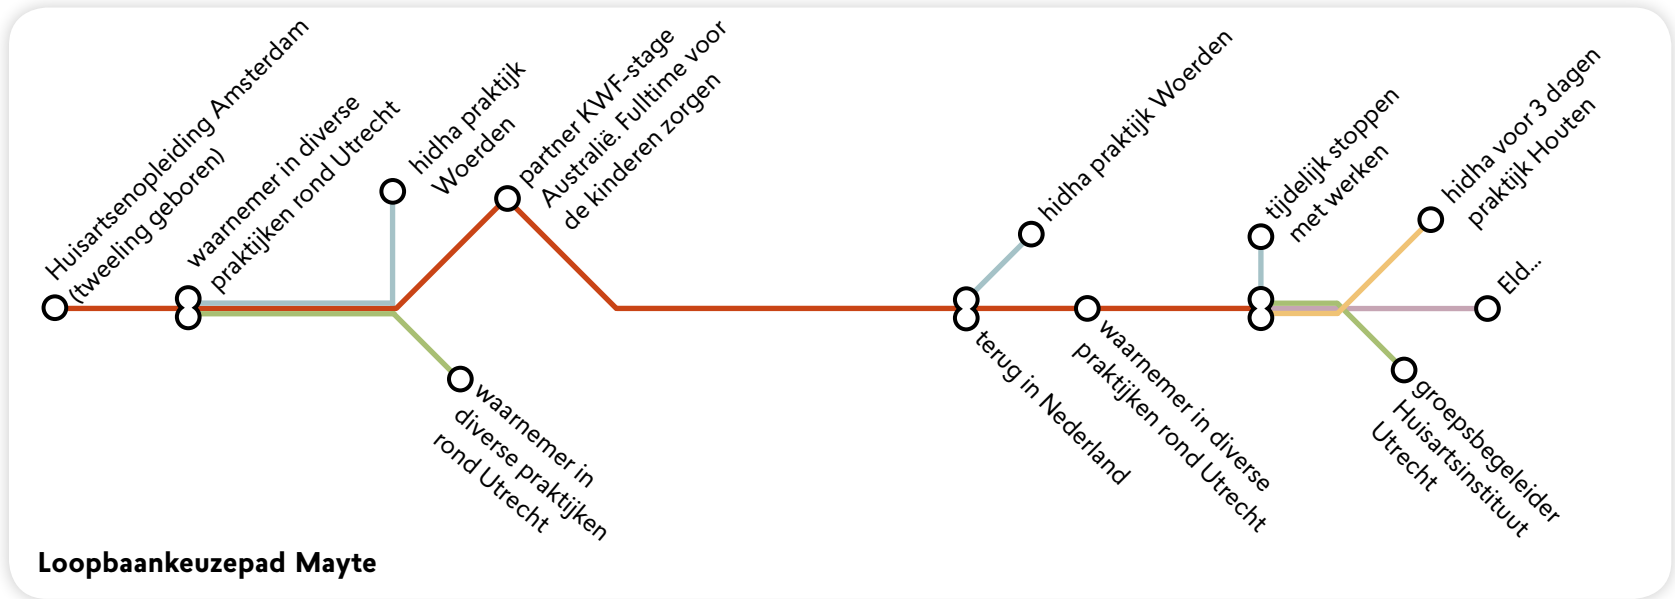 Huisartsenopleiding Amsterdam
(tweeling geboren)
waarnemer in diverse
praktijken rond Utrecht
hidha praktijk
Woerden
waarnemer in
diverse praktijken
rond Utrecht
partner KWF-stage
Australië. Fulltime voor
de kinderen zorgen
hidha praktijk Woerden
terug in Nederland
waarnemer in diverse
praktijken rond Utrecht
tijdelijk stoppen
met werken
hidha voor 3 dagen
praktijk Houten
Eld...
groepsbegeleider
Huisartsinstituut
Utrecht
Loopbaankeuzepad Mayte